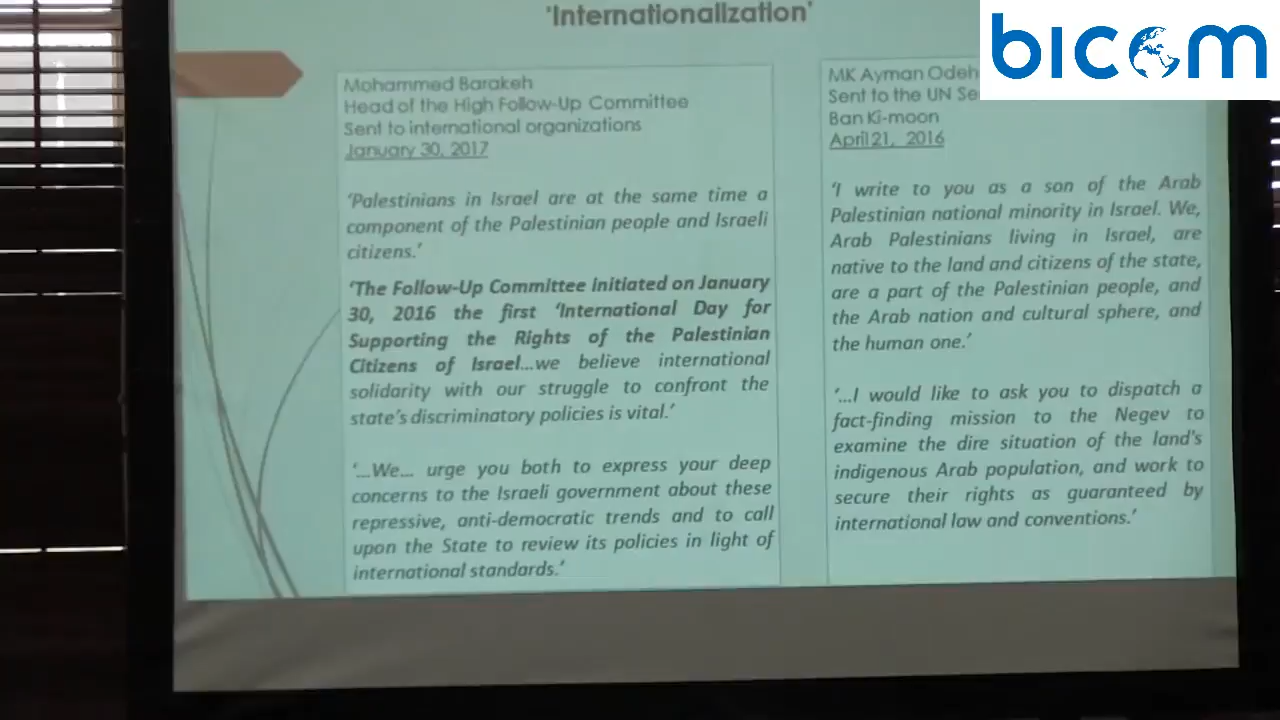 'Internationalization'
bicom
Mohammed Barakeh
Head of the High Follow-Up Committee
Sent to international organizations
January 30, 2017
'Palestinians in Israel are at the same time a
component of the Palestinian people and Israeli
citizens.'
'The Follow-Up Committee initiated on January
30, 2016 the first 'International Day for
Supporting the Rights of the Palestinian
Citizens of Israel...we believe international
solidarity with our struggle to confront the
state's discriminatory policies is vital.'
'...We... urge you both to express your deep
concerns to the Israeli government about these
repressive, anti-democratic trends and to call
upon the State to review its policies in light of
international standards.'
MK Ayman Odeh
Sent to the UN Se
Ban Ki-moon
April 21, 2016
'I write to you as a son of the Arab
Palestinian national minority in Israel. We,
Arab Palestinians living in Israel, are
native to the land and citizens of the state,
are a part of the Palestinian people, and
the Arab nation and cultural sphere, and
the human one.'
'...I would like to ask you to dispatch a
fact-finding mission to the Negev to
examine the dire situation of the land's
indigenous Arab population, and work to
secure their rights as guaranteed by
international law and conventions.'